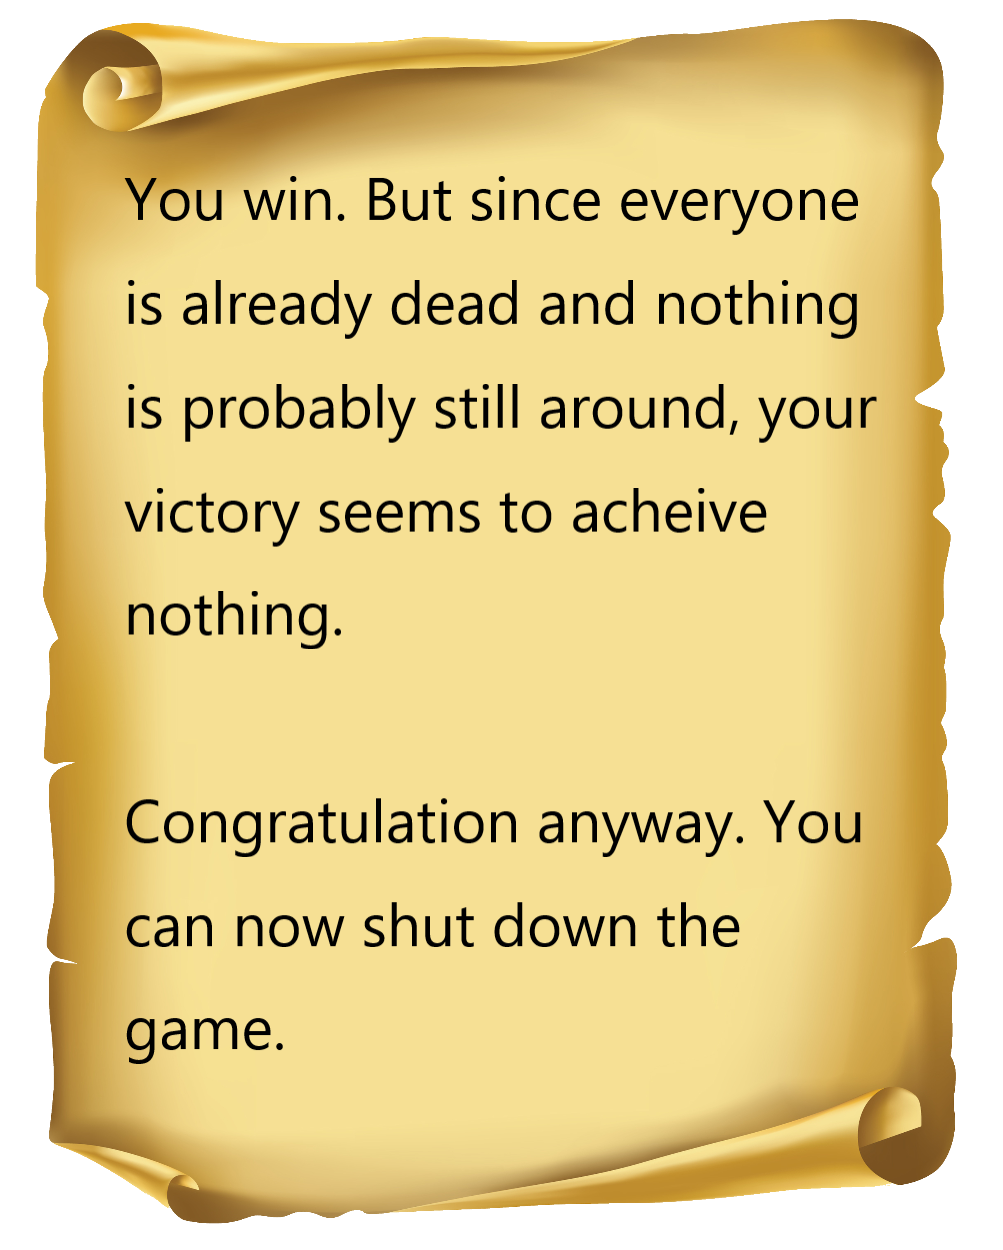 You win. But since everyone
is already dead and nothing
is probably still around, your
victory seems to acheive
nothing.
Congratulation anyway. You
can now shut down the
game.